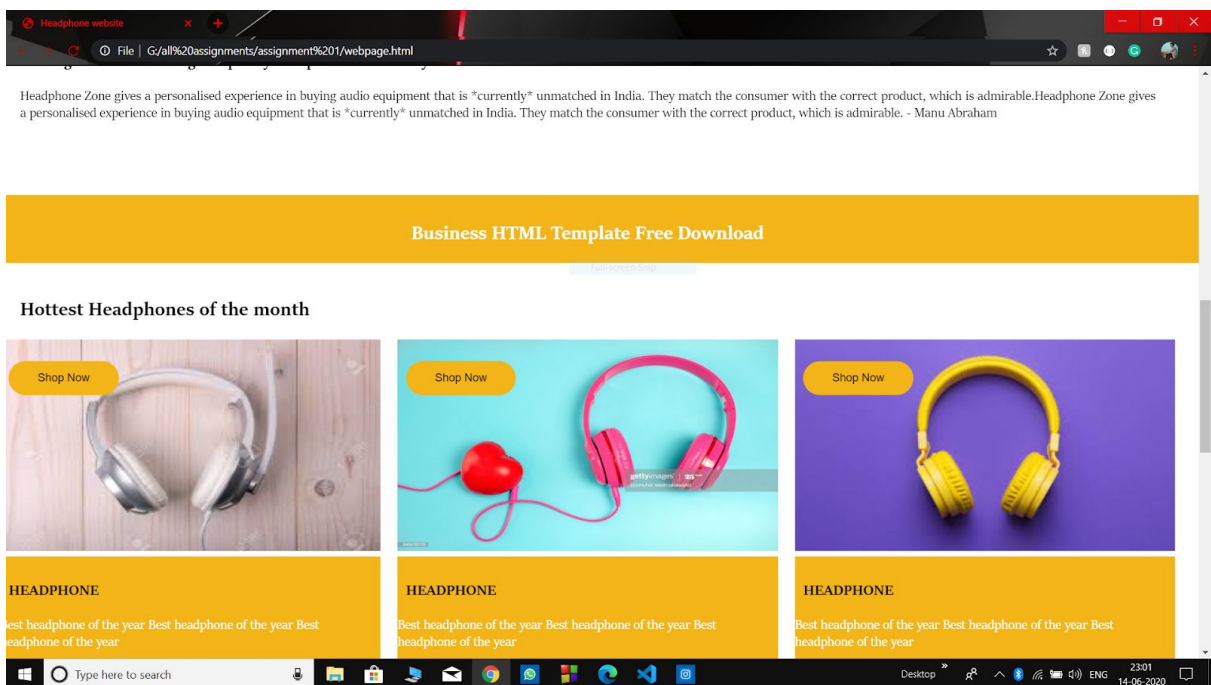 Headphone website
File | G:/all%20assignments/assignment%201/webpage.html
Headphone Zone gives a personalised experience in buying audio equipment that is *currently* unmatched in India. They match the consumer with the correct product, which is admirable.Headphone Zone gives
a personalised experience in buying audio equipment that is *currently* unmatched in India. They match the consumer with the correct product, which is admirable. - Manu Abraham
Business HTML Template Free Download
Full-screen Snip
Hottest Headphones of the month
Shop Now
Shop Now
Shop Now
gettyimages
HEADPHONE
HEADPHONE
HEADPHONE
est headphone of the year Best headphone of the year Best
eadphone of the year
Best headphone of the year Best headphone of the year Best
headphone of the year
Best headphone of the year Best headphone of the year Best
headphone of the year
Type here to search
Desktop
ENG
23:01
14-06-2020